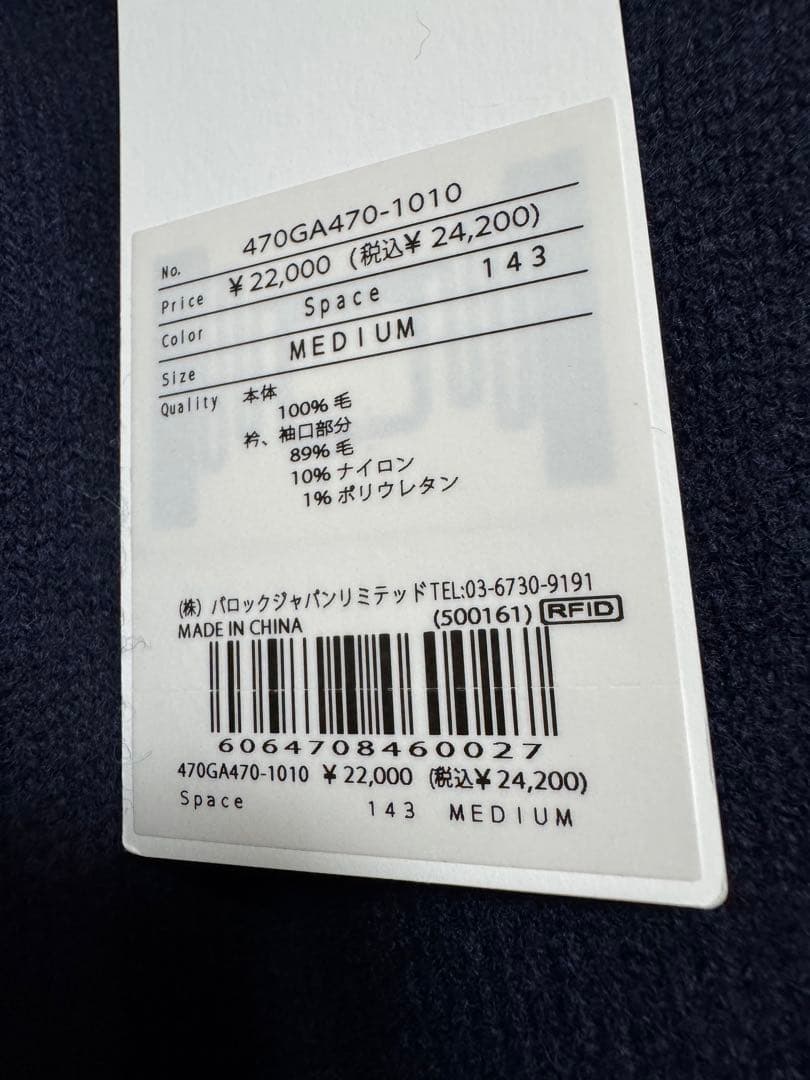 No. 470GA470-1010
Price ¥22,000 (税込¥ 24,200)
Color Space 143
Size MEDIUM
Quality 本体
100% 毛
衿、袖口部分
89% 毛
10% ナイロン
1% ポリウレタン
(株) バロックジャパンリミテッド TEL:03-6730-9191
MADE IN CHINA (500161) RFID
6064708460027
470GA470-1010 ¥22,000 (税込¥ 24,200)
Space 143 MEDIUM